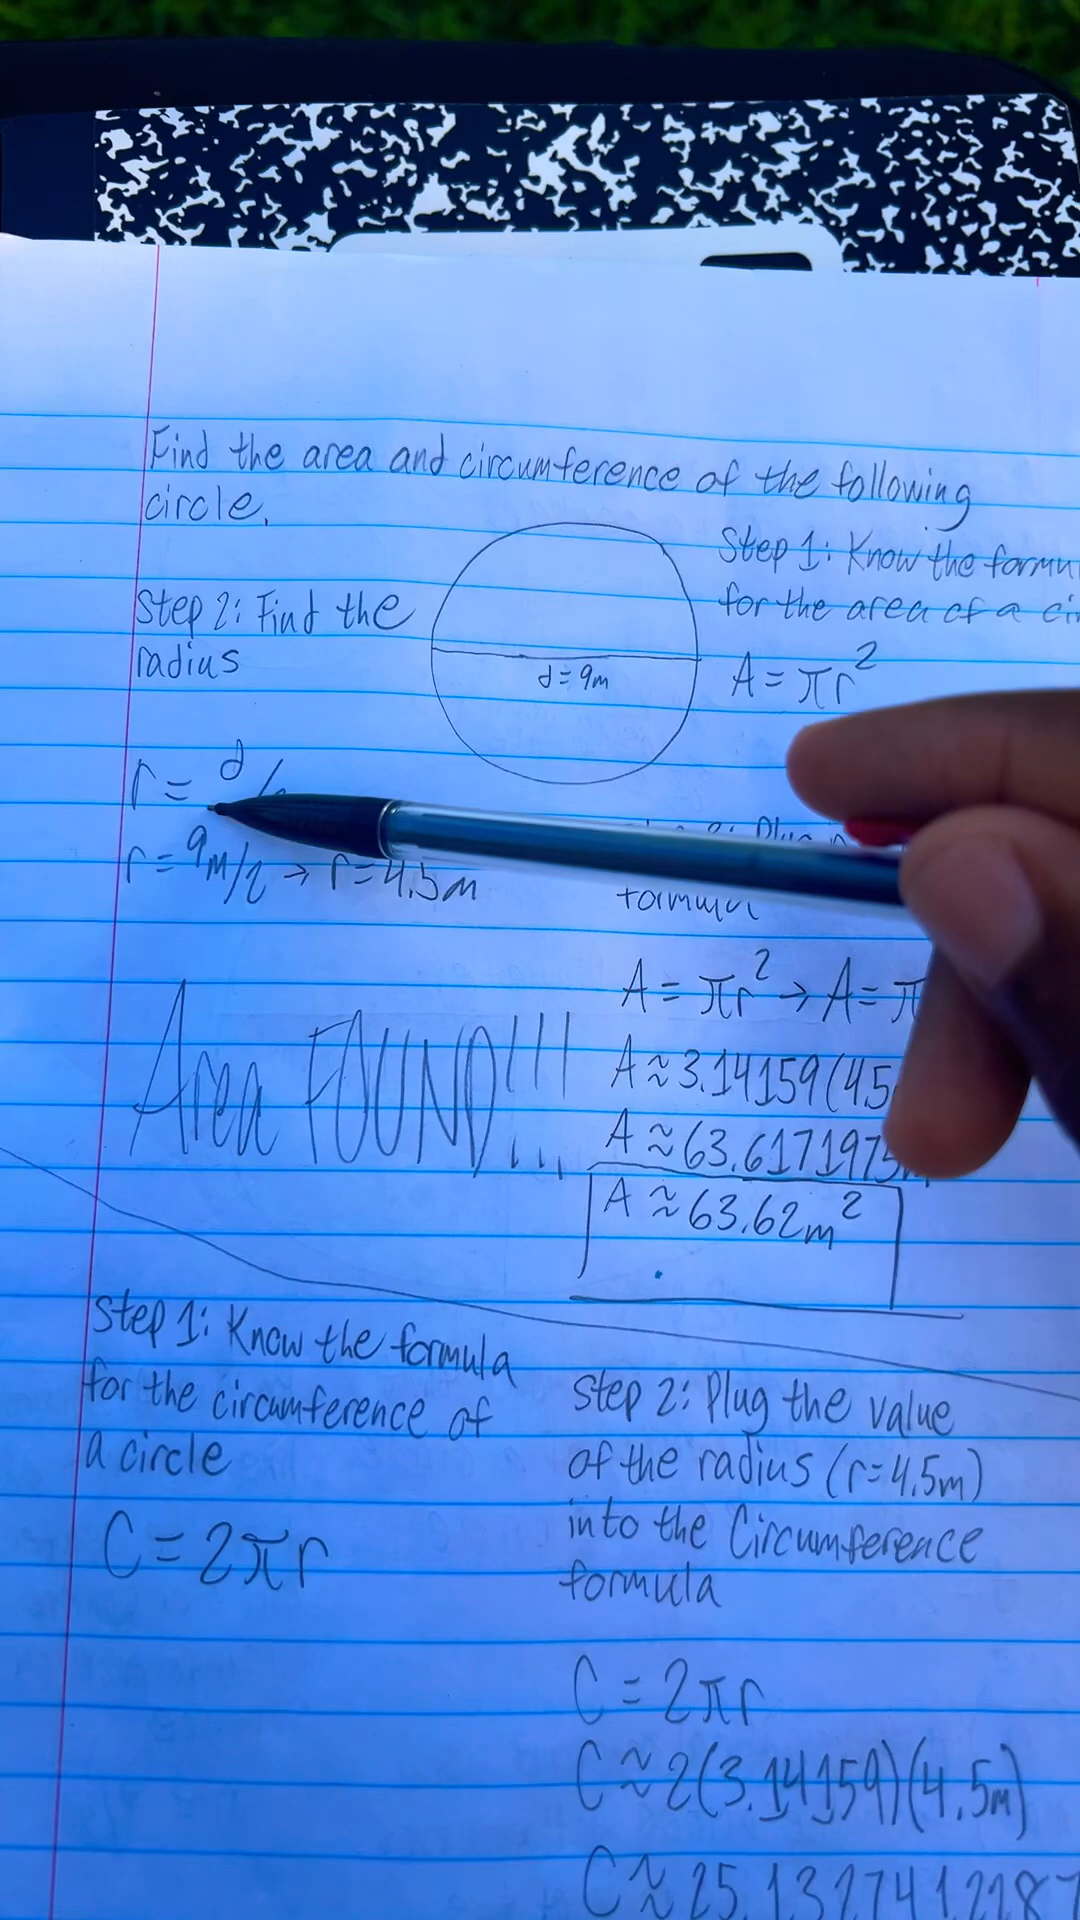 Find the area and circumference of the following
circle.
Step 1: Know the formu
for the area of a ci
A = πr²
d = 9m
Step 2: Find the
radius
r = d/
r = 9m/2 → r = 4.5m
formula
A = πr² → A = π
A ≈ 3.14159(4.5
A ≈ 63.6171975
A ≈ 63.62m²
Area FOUND!!!
Step 1: Know the formula
for the circumference of
a circle
C = 2πr
Step 2: Plug the value
of the radius (r=4.5m)
into the Circumference
formula
C = 2πr
C ≈ 2(3.14159)(4.5m)
C ≈ 25.1327412287